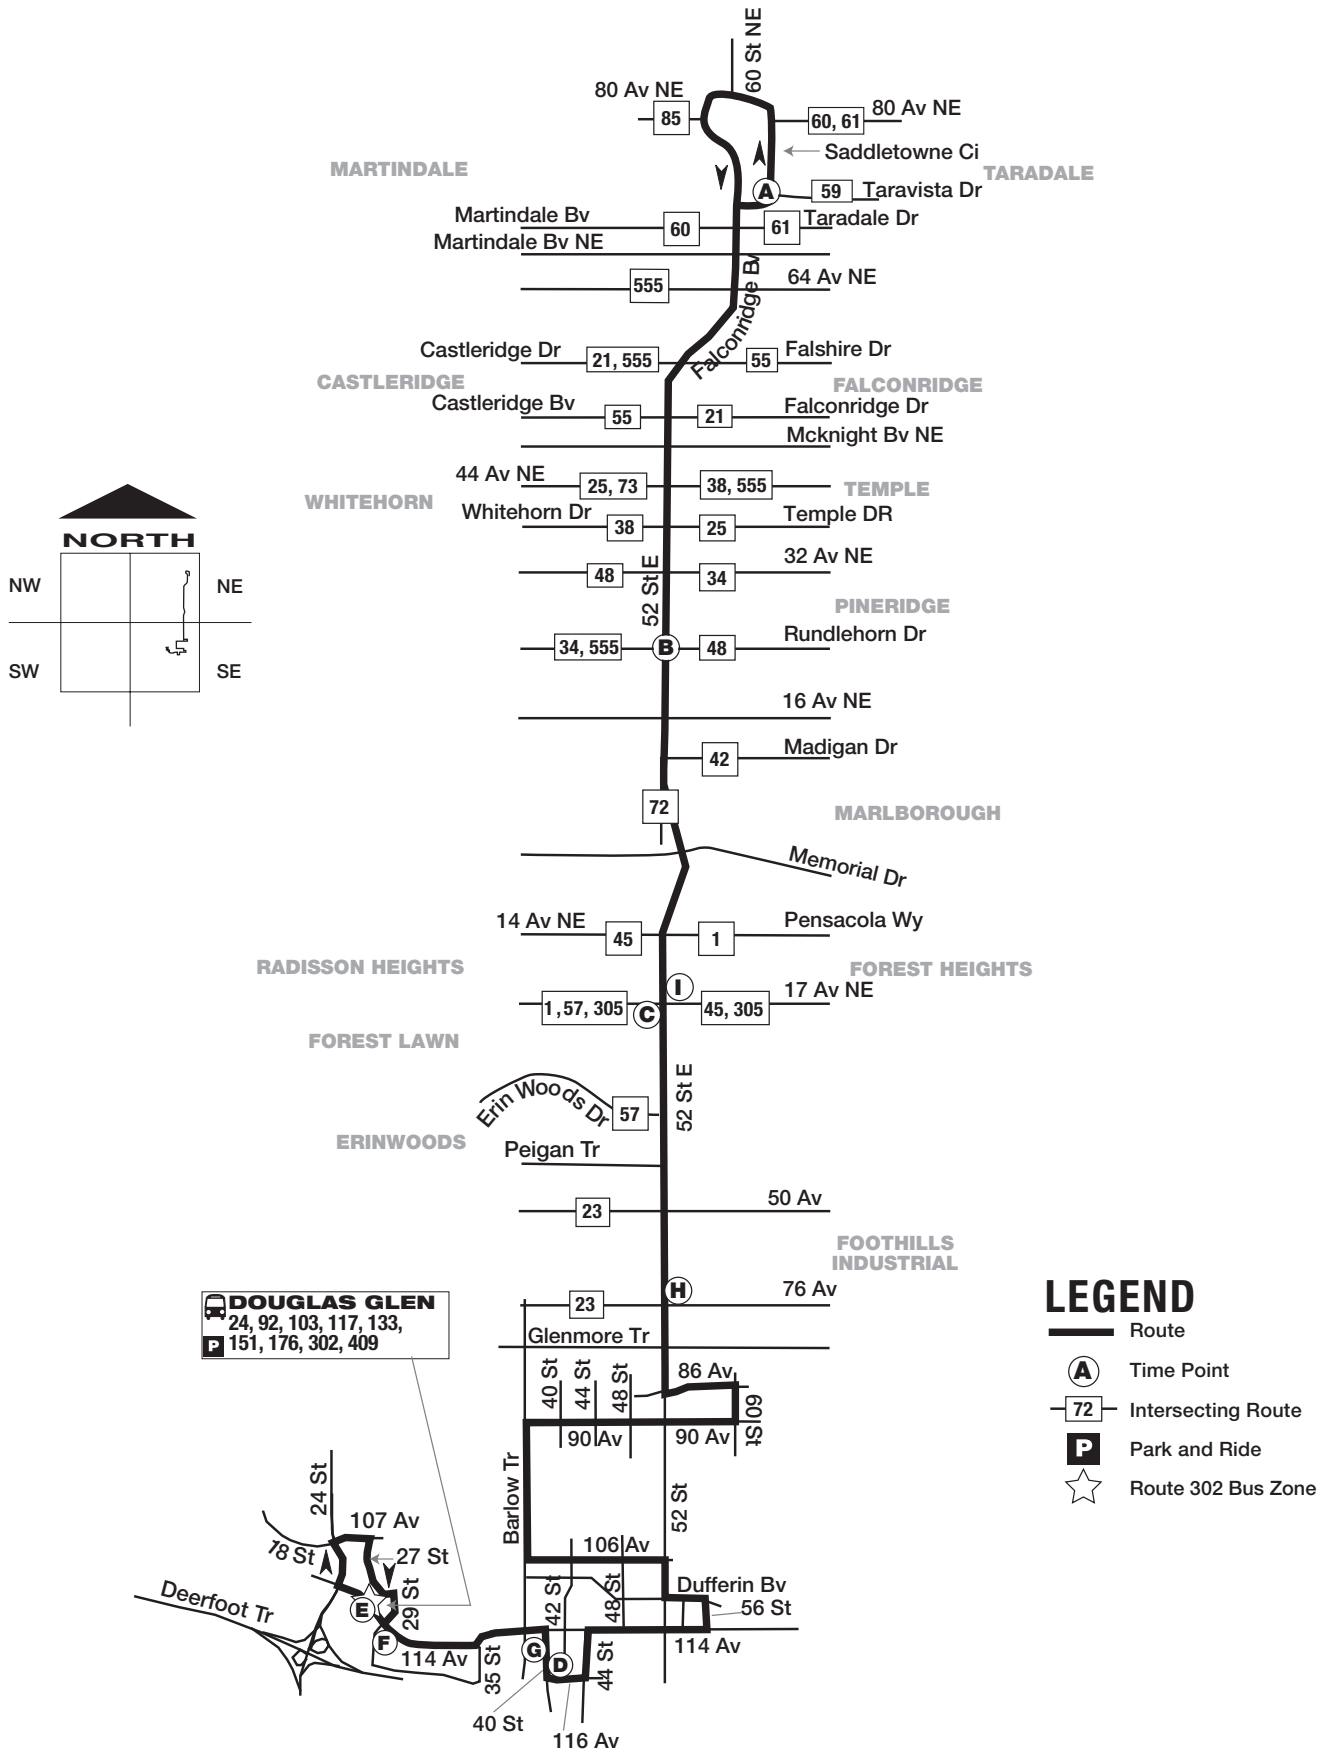 60 St NE
80 Av NE
85
60, 61
80 Av NE
Saddletowne Ci
MARTINDALE
TARADALE
A
59
Taravista Dr
Martindale Bv
60
61
Taradale Dr
Martindale Bv NE
555
64 Av NE
Falconridge Bv
Castleridge Dr
21, 555
55
Falshire Dr
CASTLERIDGE
FALCONRIDGE
Castleridge Bv
55
21
Falconridge Dr
Mcknight Bv NE
44 Av NE
25, 73
38, 555
TEMPLE
WHITEHORN
Whitehorn Dr
38
25
Temple DR
NORTH
NW
NE
SW
SE
52 St E
48
34
32 Av NE
PINERIDGE
34, 555
B
48
Rundlehorn Dr
16 Av NE
42
Madigan Dr
72
MARLBOROUGH
Memorial Dr
14 Av NE
45
1
Pensacola Wy
RADISSON HEIGHTS
FOREST HEIGHTS
I
17 Av NE
1, 57, 305
C
45, 305
FOREST LAWN
52 St E
Erin Woods Dr
57
ERINWOODS
Peigan Tr
23
50 Av
FOOTHILLS
INDUSTRIAL
H
76 Av
23
Glenmore Tr
DOUGLAS GLEN
24, 92, 103, 117, 133,
P
151, 176, 302, 409
40 St
44 St
48 St
86 Av
60 St
90 Av
90 Av
Barlow Tr
52 St
24 St
107 Av
18 St
27 St
106 Av
Deerfoot Tr
E
29 St
42 St
48 St
Dufferin Bv
56 St
F
114 Av
35 St
G
D
44 St
114 Av
40 St
116 Av
LEGEND
Route
A
Time Point
72
Intersecting Route
P
Park and Ride
Route 302 Bus Zone